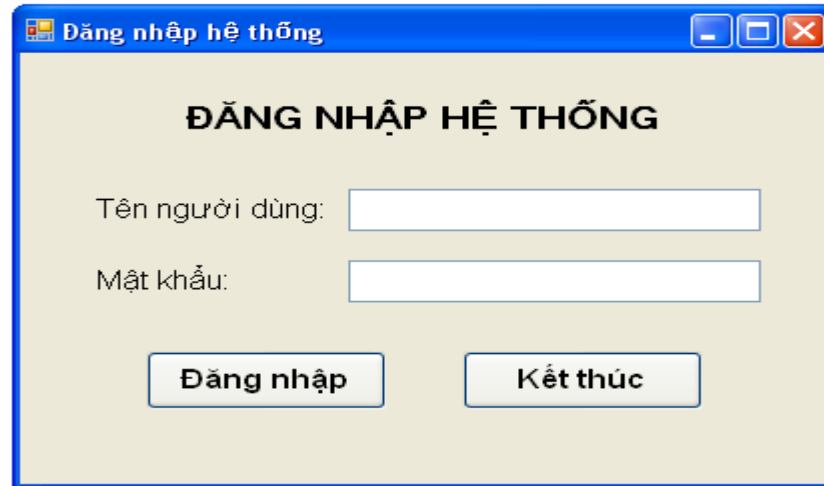 Đăng nhập hệ thống
ĐĂNG NHẬP HỆ THỐNG
Tên người dùng:
Mật khẩu:
Đăng nhập Kết thúc